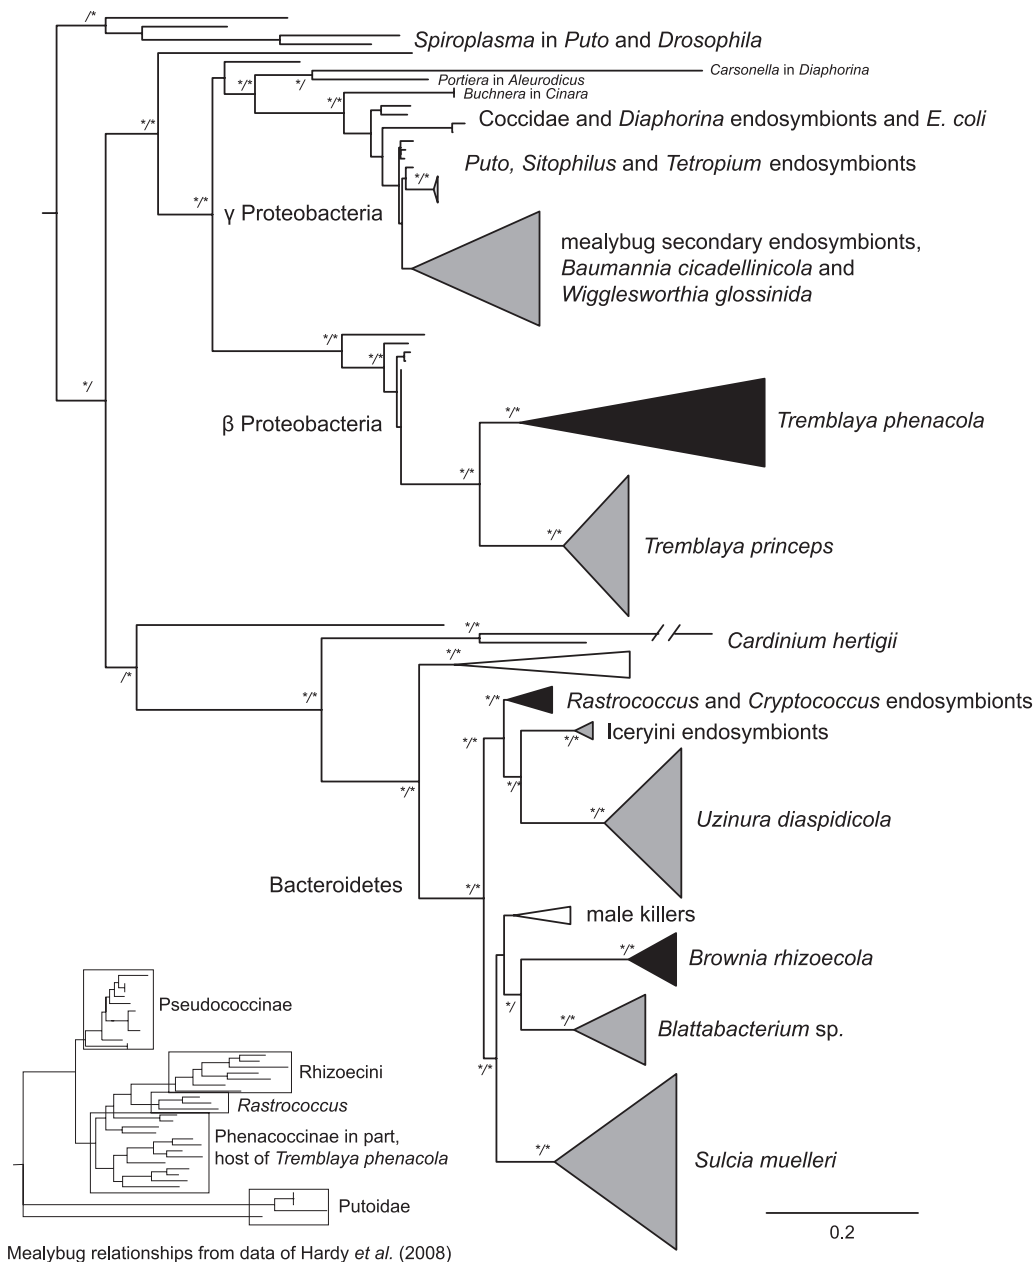 /*
Spiroplasma in Puto and Drosophila
Carsonella in Diaphorina
*/*
*/
Portiera in Aleurodicus
Buchnera in Cinara
*/*
*/*
Coccidae and Diaphorina endosymbionts and E. coli
Puto, Sitophilus and Tetropium endosymbionts
*/*
*/*
γ Proteobacteria
mealybug secondary endosymbionts,
Baumannia cicadellinicola and
Wigglesworthia glossinida
*/*
*/*
*/
*/*
Tremblaya phenacola
β Proteobacteria
*/*
*/*
Tremblaya princeps
*/*
Cardinium hertigii
*/*
/*
*/*
*/*
Rastrococcus and Cryptococcus endosymbionts
Iceryini endosymbionts
*/*
*/*
*/*
*/*
*/*
Uzinura diaspidicola
Bacteroidetes
*/*
male killers
*/*
Brownia rhizoecola
*/
*/*
Blattabacterium sp.
*/*
*/*
Sulcia muelleri
Pseudococcinae
Rhizoecini
Rastrococcus
Phenacoccinae in part,
host of Tremblaya phenacola
Putoidae
0.2
Mealybug relationships from data of Hardy et al. (2008)